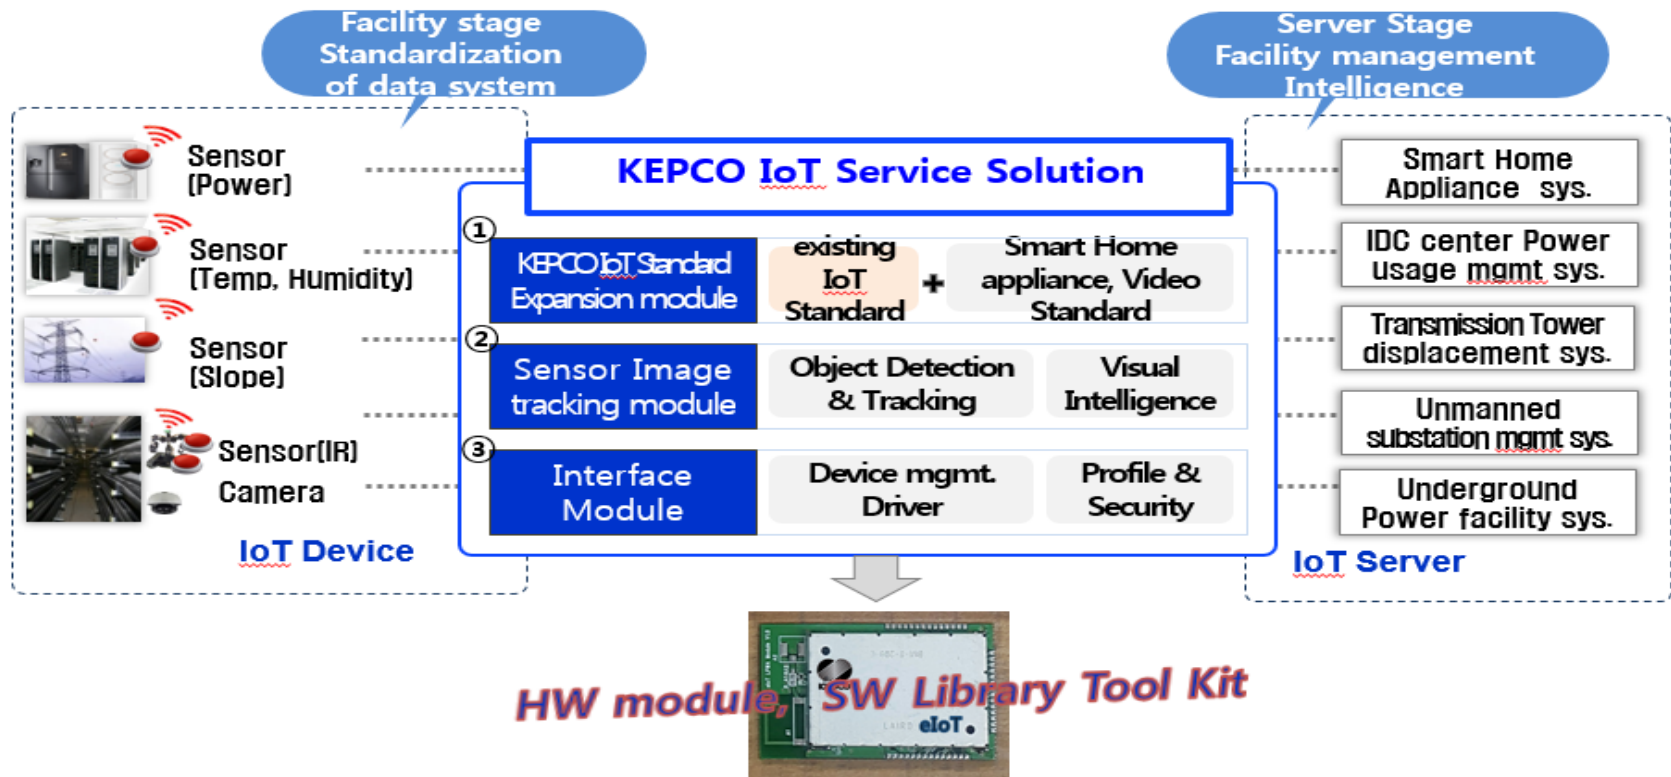 Facility stage
Standardization
of data system
Server Stage
Facility management
Intelligence
Sensor
(Power)
Sensor
(Temp, Humidity)
Sensor
(Slope)
Sensor(IR)
Camera
IoT Device
KEPCO IoT Service Solution
1
KEPCO IoT Standard
Expansion module
existing
IoT
Standard
+
Smart Home
appliance, Video
Standard
2
Sensor Image
tracking module
Object Detection
& Tracking
Visual
Intelligence
3
Interface
Module
Device mgmt.
Driver
Profile &
Security
Smart Home
Appliance sys.
IDC center Power
usage mgmt sys.
Transmission Tower
displacement sys.
Unmanned
substation mgmt sys.
Underground
Power facility sys.
IoT Server
HW module, SW Library Tool Kit
eIoT